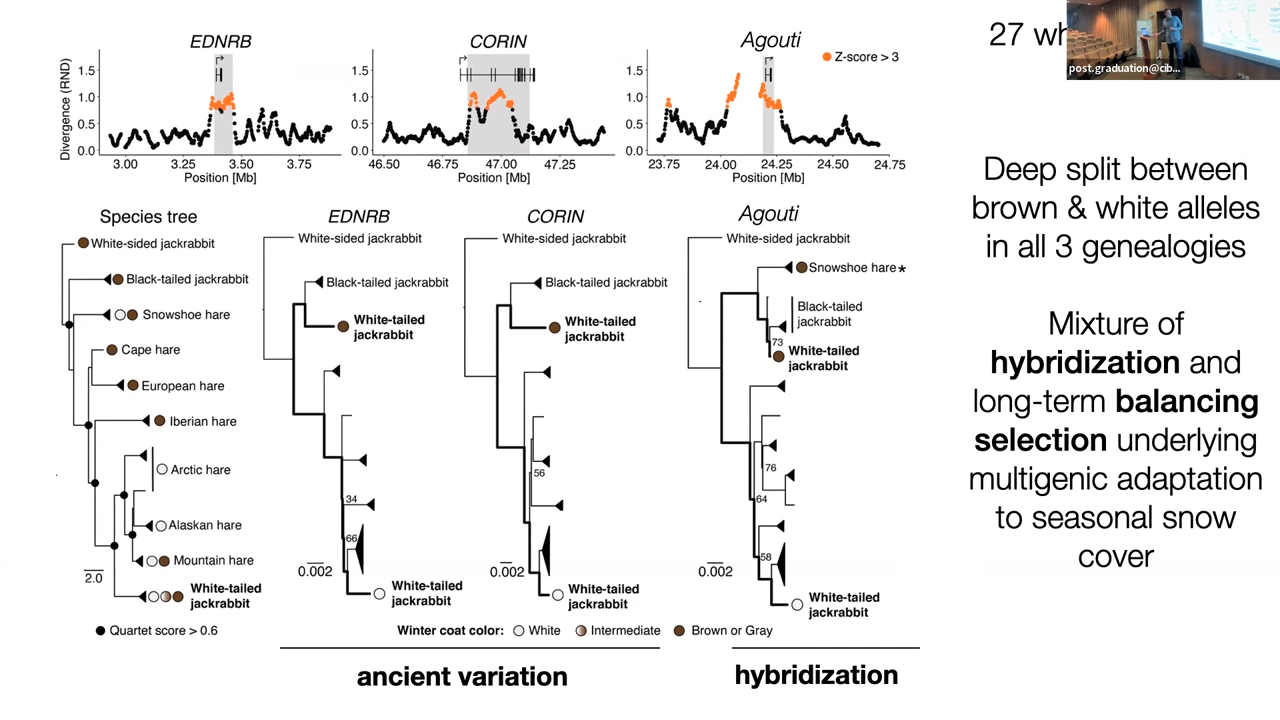 EDNRB
CORIN
Agouti
Z-score > 3
27 wh
post.graduation@cib...
Divergence (RND)
1.5
1.0
0.5
0.0
3.00
3.25
3.50
3.75
Position [Mb]
1.5
1.0
0.5
0.0
46.50
46.75
47.00
47.25
Position [Mb]
1.5
1.0
0.5
0.0
23.75
24.00
24.25
24.50
24.75
Position [Mb]
Deep split between
brown & white alleles
in all 3 genealogies
Mixture of
hybridization and
long-term balancing
selection underlying
multigenic adaptation
to seasonal snow
cover
Species tree
White-sided jackrabbit
Black-tailed jackrabbit
Snowshoe hare
Cape hare
European hare
Iberian hare
Arctic hare
Alaskan hare
Mountain hare
White-tailed
jackrabbit
2.0
Quartet score > 0.6
EDNRB
White-sided jackrabbit
Black-tailed jackrabbit
White-tailed
jackrabbit
34
66
0.002
White-tailed
jackrabbit
CORIN
White-sided jackrabbit
Black-tailed jackrabbit
White-tailed
jackrabbit
56
0.002
White-tailed
jackrabbit
Agouti
White-sided jackrabbit
Snowshoe hare*
Black-tailed
jackrabbit
73
White-tailed
jackrabbit
76
64
58
0.002
White-tailed
jackrabbit
Winter coat color: White Intermediate Brown or Gray
ancient variation
hybridization